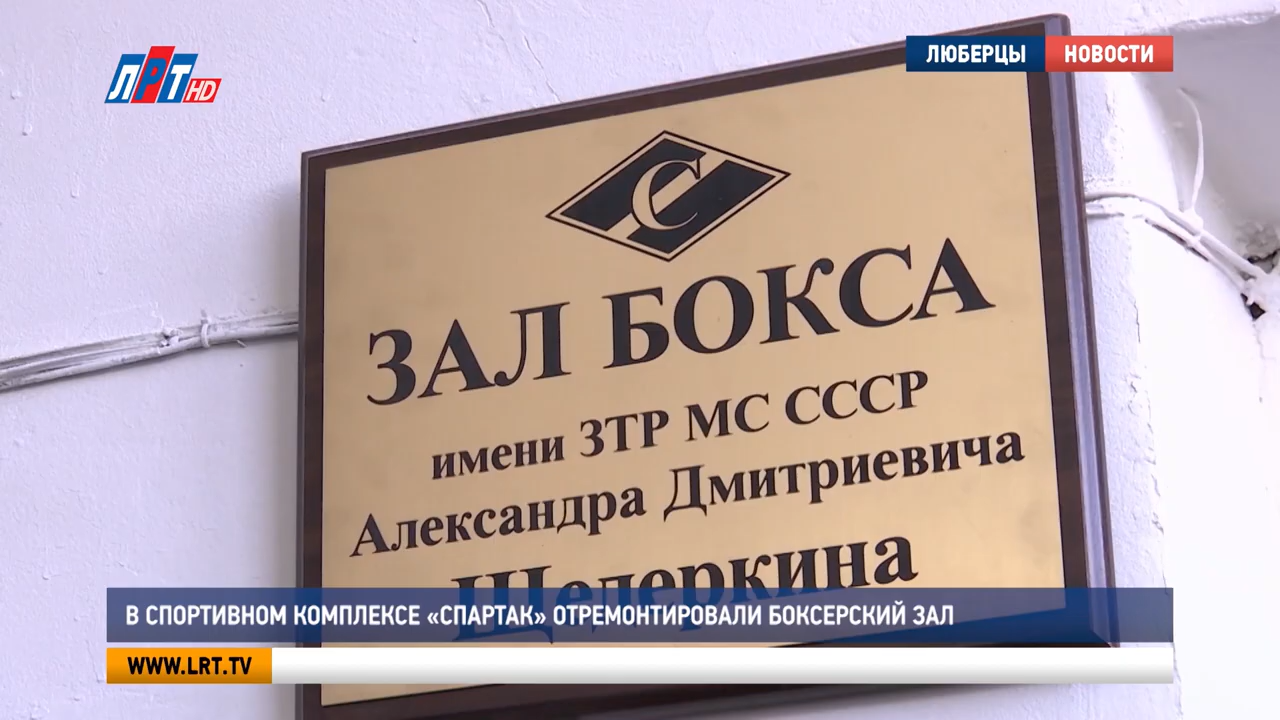 ЛРТ HD
ЛЮБЕРЦЫ НОВОСТИ
С
ЗАЛ БОКСА
имени ЗТР МС СССР
Александра Дмитриевича
Щедеркина
В СПОРТИВНОМ КОМПЛЕКСЕ «СПАРТАК» ОТРЕМОНТИРОВАЛИ БОКСЕРСКИЙ ЗАЛ
WWW.LRT.TV